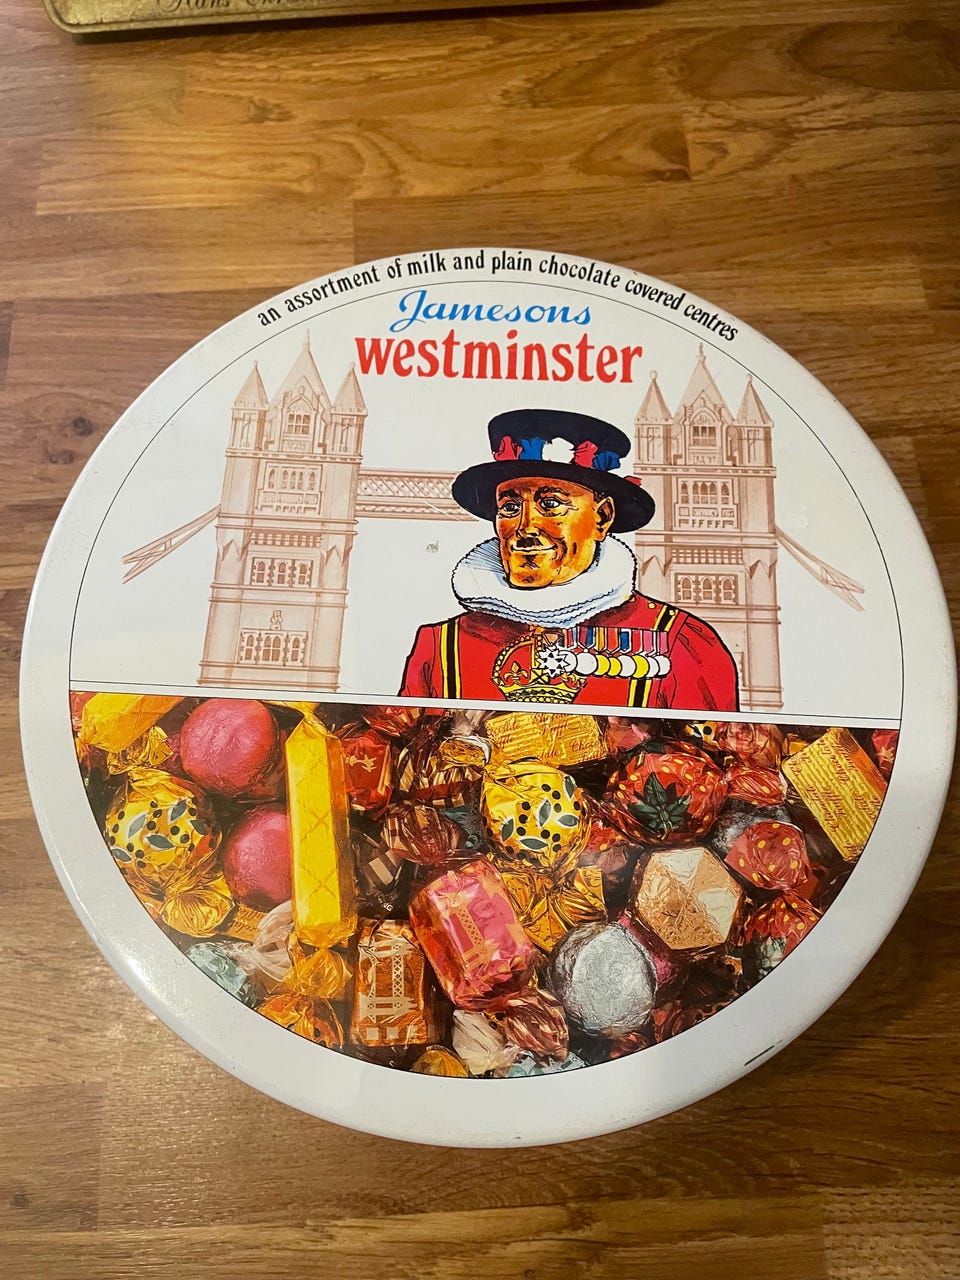 an assortment of milk and plain chocolate covered centres
Jamesons
westminster